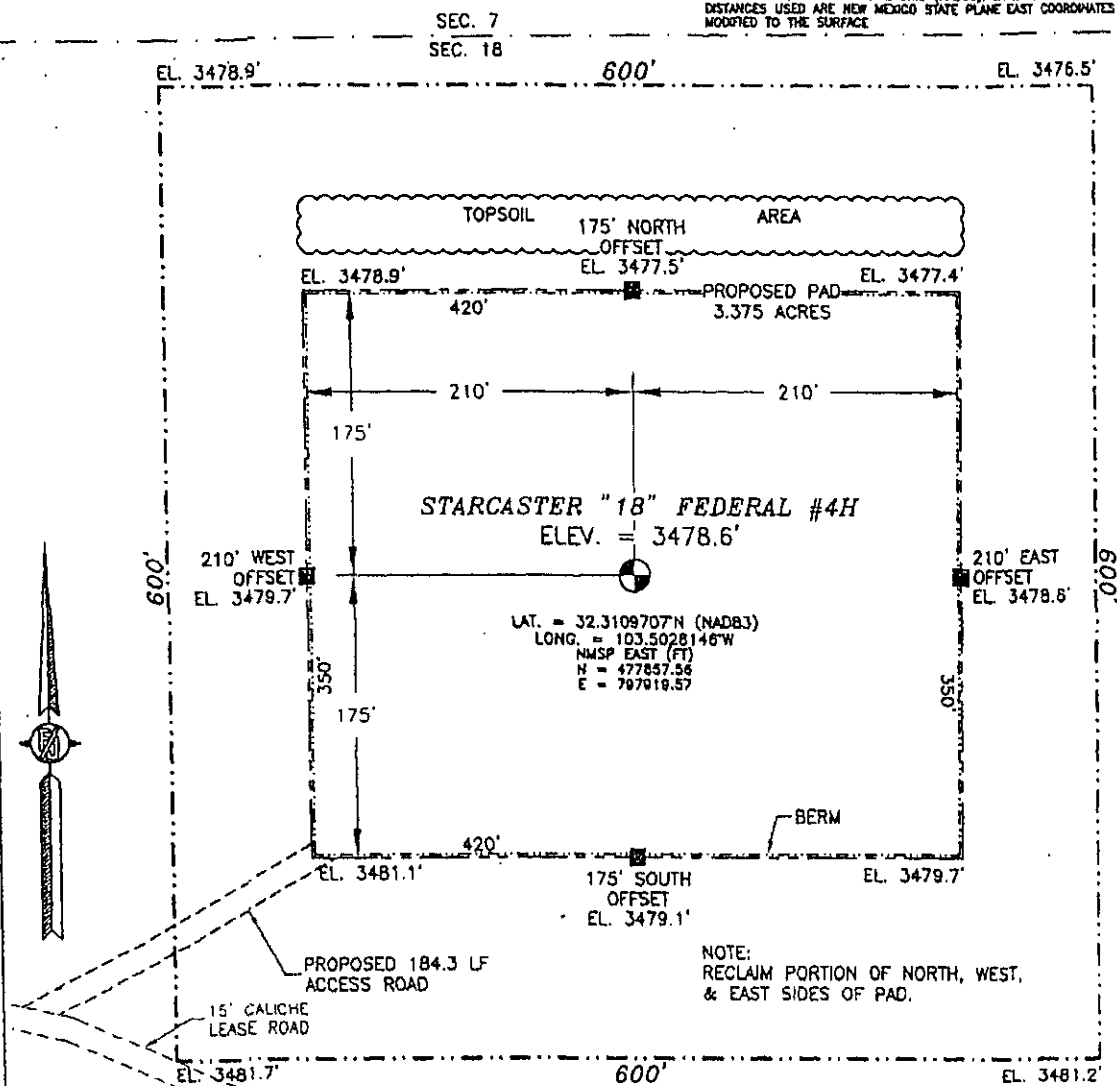 DISTANCES USED ARE NEW MEXICO STATE PLANE EAST COORDINATES
MODIFIED TO THE SURFACE
SEC. 7
SEC. 18
EL. 3478.9'
600'
EL. 3476.5'
TOPSOIL AREA
175' NORTH
OFFSET
EL. 3477.5'
EL. 3478.9'
EL. 3477.4'
420'
PROPOSED PAD
3.375 ACRES
210'
210'
175'
STARCASTER "18" FEDERAL #4H
ELEV. = 3478.6'
600'
210' WEST
OFFSET
EL. 3479.7'
210' EAST
OFFSET
EL. 3478.6'
600'
LAT. = 32.3109707'N (NAD83)
LONG. = 103.5028146'W
NMSP EAST (FT)
N = 477857.56
E = 797919.57
350'
350'
175'
BERM
420'
EL. 3481.1'
175' SOUTH
OFFSET
EL. 3479.1'
EL. 3479.7'
PROPOSED 184.3 LF
ACCESS ROAD
NOTE:
RECLAIM PORTION OF NORTH, WEST,
& EAST SIDES OF PAD.
15' CALICHE
LEASE ROAD
EL. 3481.7'
600'
EL. 3481.2'